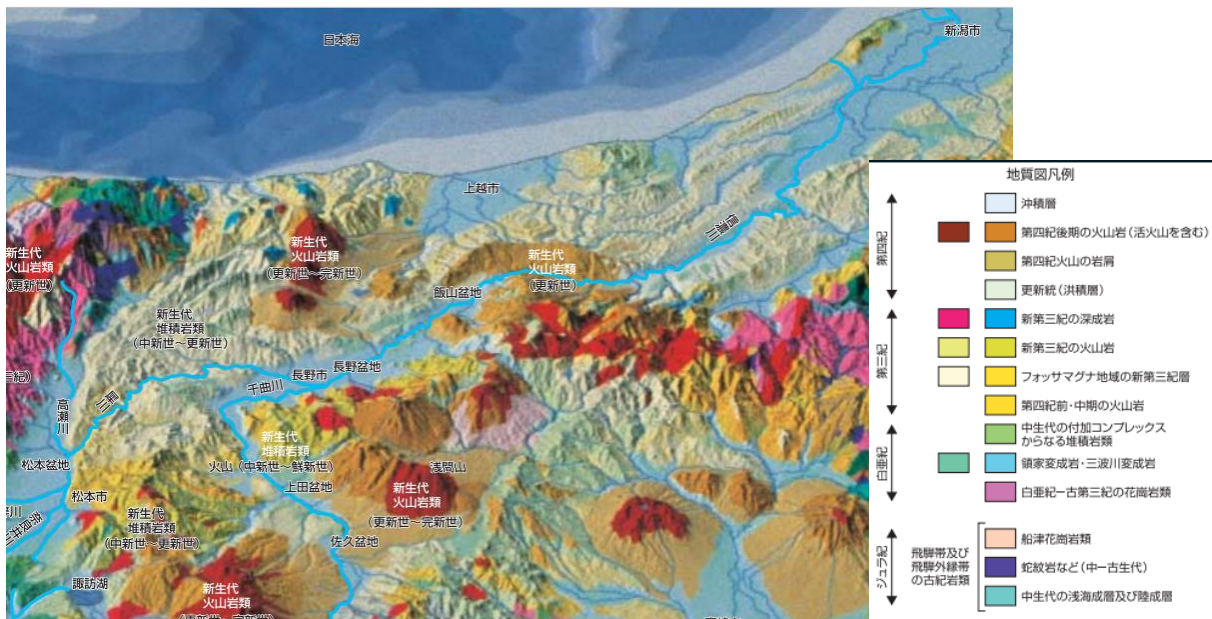 日本海
新潟市
上越市
信濃川
新生代
火山岩類
(更新世)
新生代
火山岩類
(更新世~完新世)
新生代
火山岩類
(更新世)
飯山盆地
新生代
堆積岩類
(中新世~更新世)
長野盆地
長野市
千曲川
犀川
高瀬川
新生代
堆積岩類
火山(中新世~鮮新世)
松本盆地
浅間山
上田盆地
新生代
火山岩類
(更新世~完新世)
松本市
新生代
堆積岩類
(中新世~更新世)
奈良井川
佐久盆地
諏訪湖
新生代
火山岩類
地質図凡例
第四紀
沖積層
第四紀後期の火山岩(活火山を含む)
第四紀火山の岩屑
更新統(洪積層)
第三紀
新第三紀の深成岩
新第三紀の火山岩
フォッサマグナ地域の新第三紀層
第四紀前・中期の火山岩
白亜紀
中生代の付加コンプレックス
からなる堆積岩類
領家変成岩・三波川変成岩
白亜紀ー古第三紀の花崗岩類
ジュラ紀
飛騨帯及び
飛騨外縁帯
の古紀岩類
船津花崗岩類
蛇紋岩など(中ー古生代)
中生代の浅海成層及び陸成層